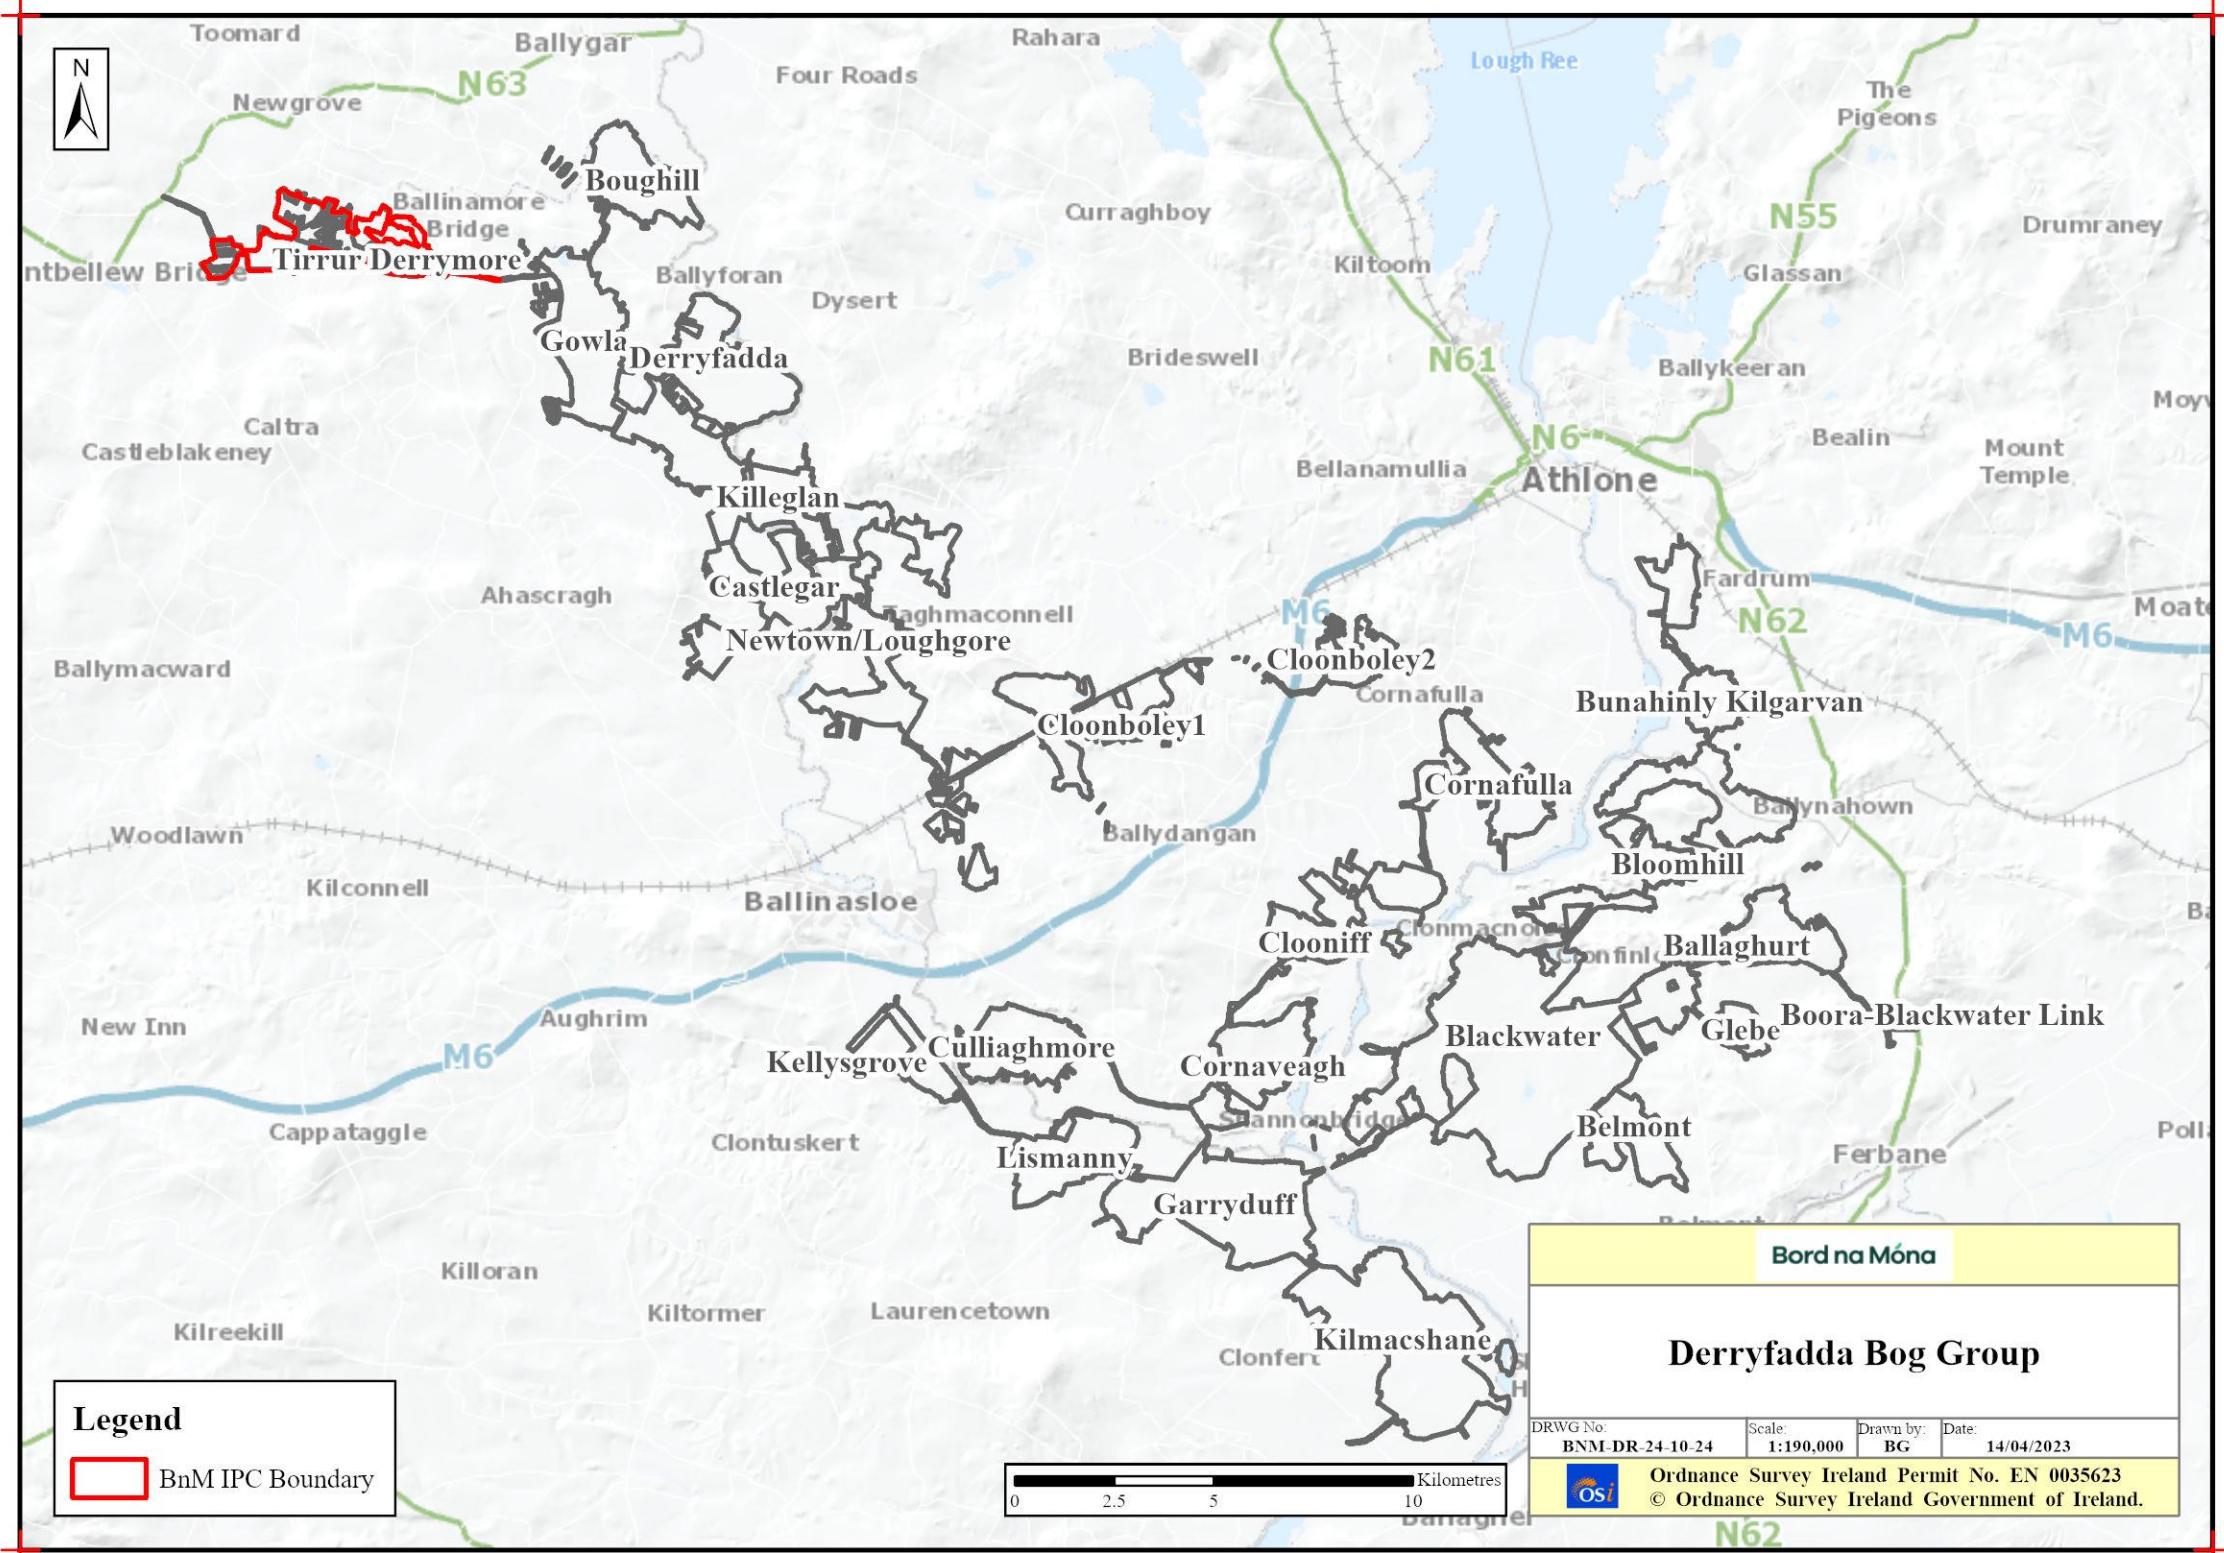 Toomard
Ballygar
Rahara
Lough Ree
N
N63
Four Roads
The
Pigeons
Newgrove
Boughill
Ballinamore
Bridge
Curraghboy
N55
Drumraney
Tirrur Derrymore
ntbellew Bridge
Ballyforan
Kiltoom
Glassan
Dysert
Gowla
Derryfadda
Brideswell
N61
Ballykeeran
Caltra
Castleblakeney
N6
Bealin
Mount
Temple
Bellanamullia
Athlone
Killeglan
Castlegar
Ahascragh
Taghmaconnell
M6
Fardrum
N62
M6
Newtown/Loughgore
Cloonboley2
Cornafulla
Ballymacward
Bunahinly Kilgarvan
Cloonboley1
Cornafulla
Ballynahown
Woodlawn
Ballydangan
Bloomhill
Kilconnell
Ballinasloe
Clooniff
Ballaghurt
New Inn
Aughrim
Boora-Blackwater Link
Glebe
Blackwater
M6
Kellysgrove
Culliaghmore
Cornaveagh
Shannonbridge
Belmont
Cappataggle
Clontuskert
Lismanny
Ferbane
Garryduff
Killoran
Kiltormer
Laurencetown
Kilreekill
Clonfert
Kilmacshane
Bord na Móna
Derryfadda Bog Group
DRWG No:
BNM-DR-24-10-24
Scale:
1:190,000
Drawn by:
BG
Date:
14/04/2023
OSi
Ordnance Survey Ireland Permit No. EN 0035623
© Ordnance Survey Ireland Government of Ireland.
Legend
BnM IPC Boundary
Kilometres
0 2.5 5 10
N62